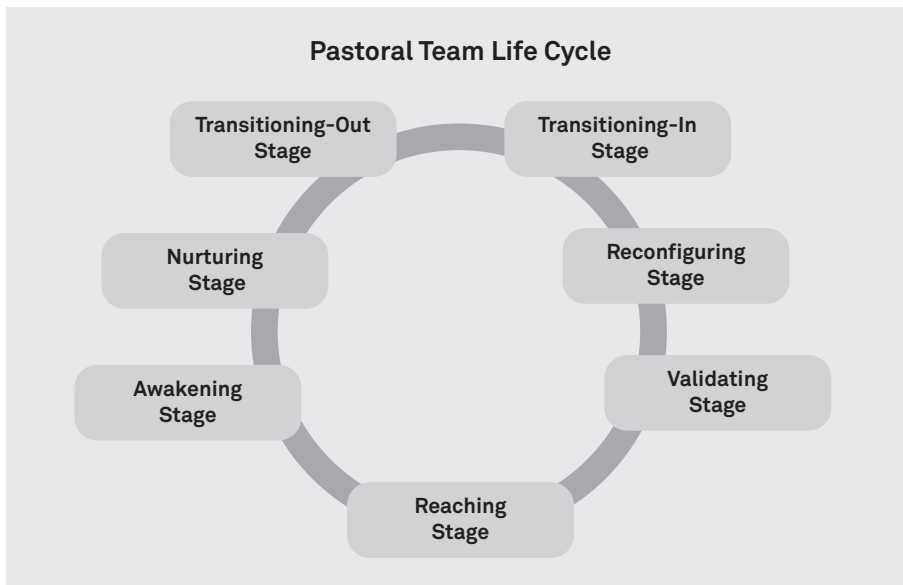 Pastoral Team Life Cycle
Transitioning-Out
Stage
Transitioning-In
Stage
Nurturing
Stage
Reconfiguring
Stage
Awakening
Stage
Validating
Stage
Reaching
Stage